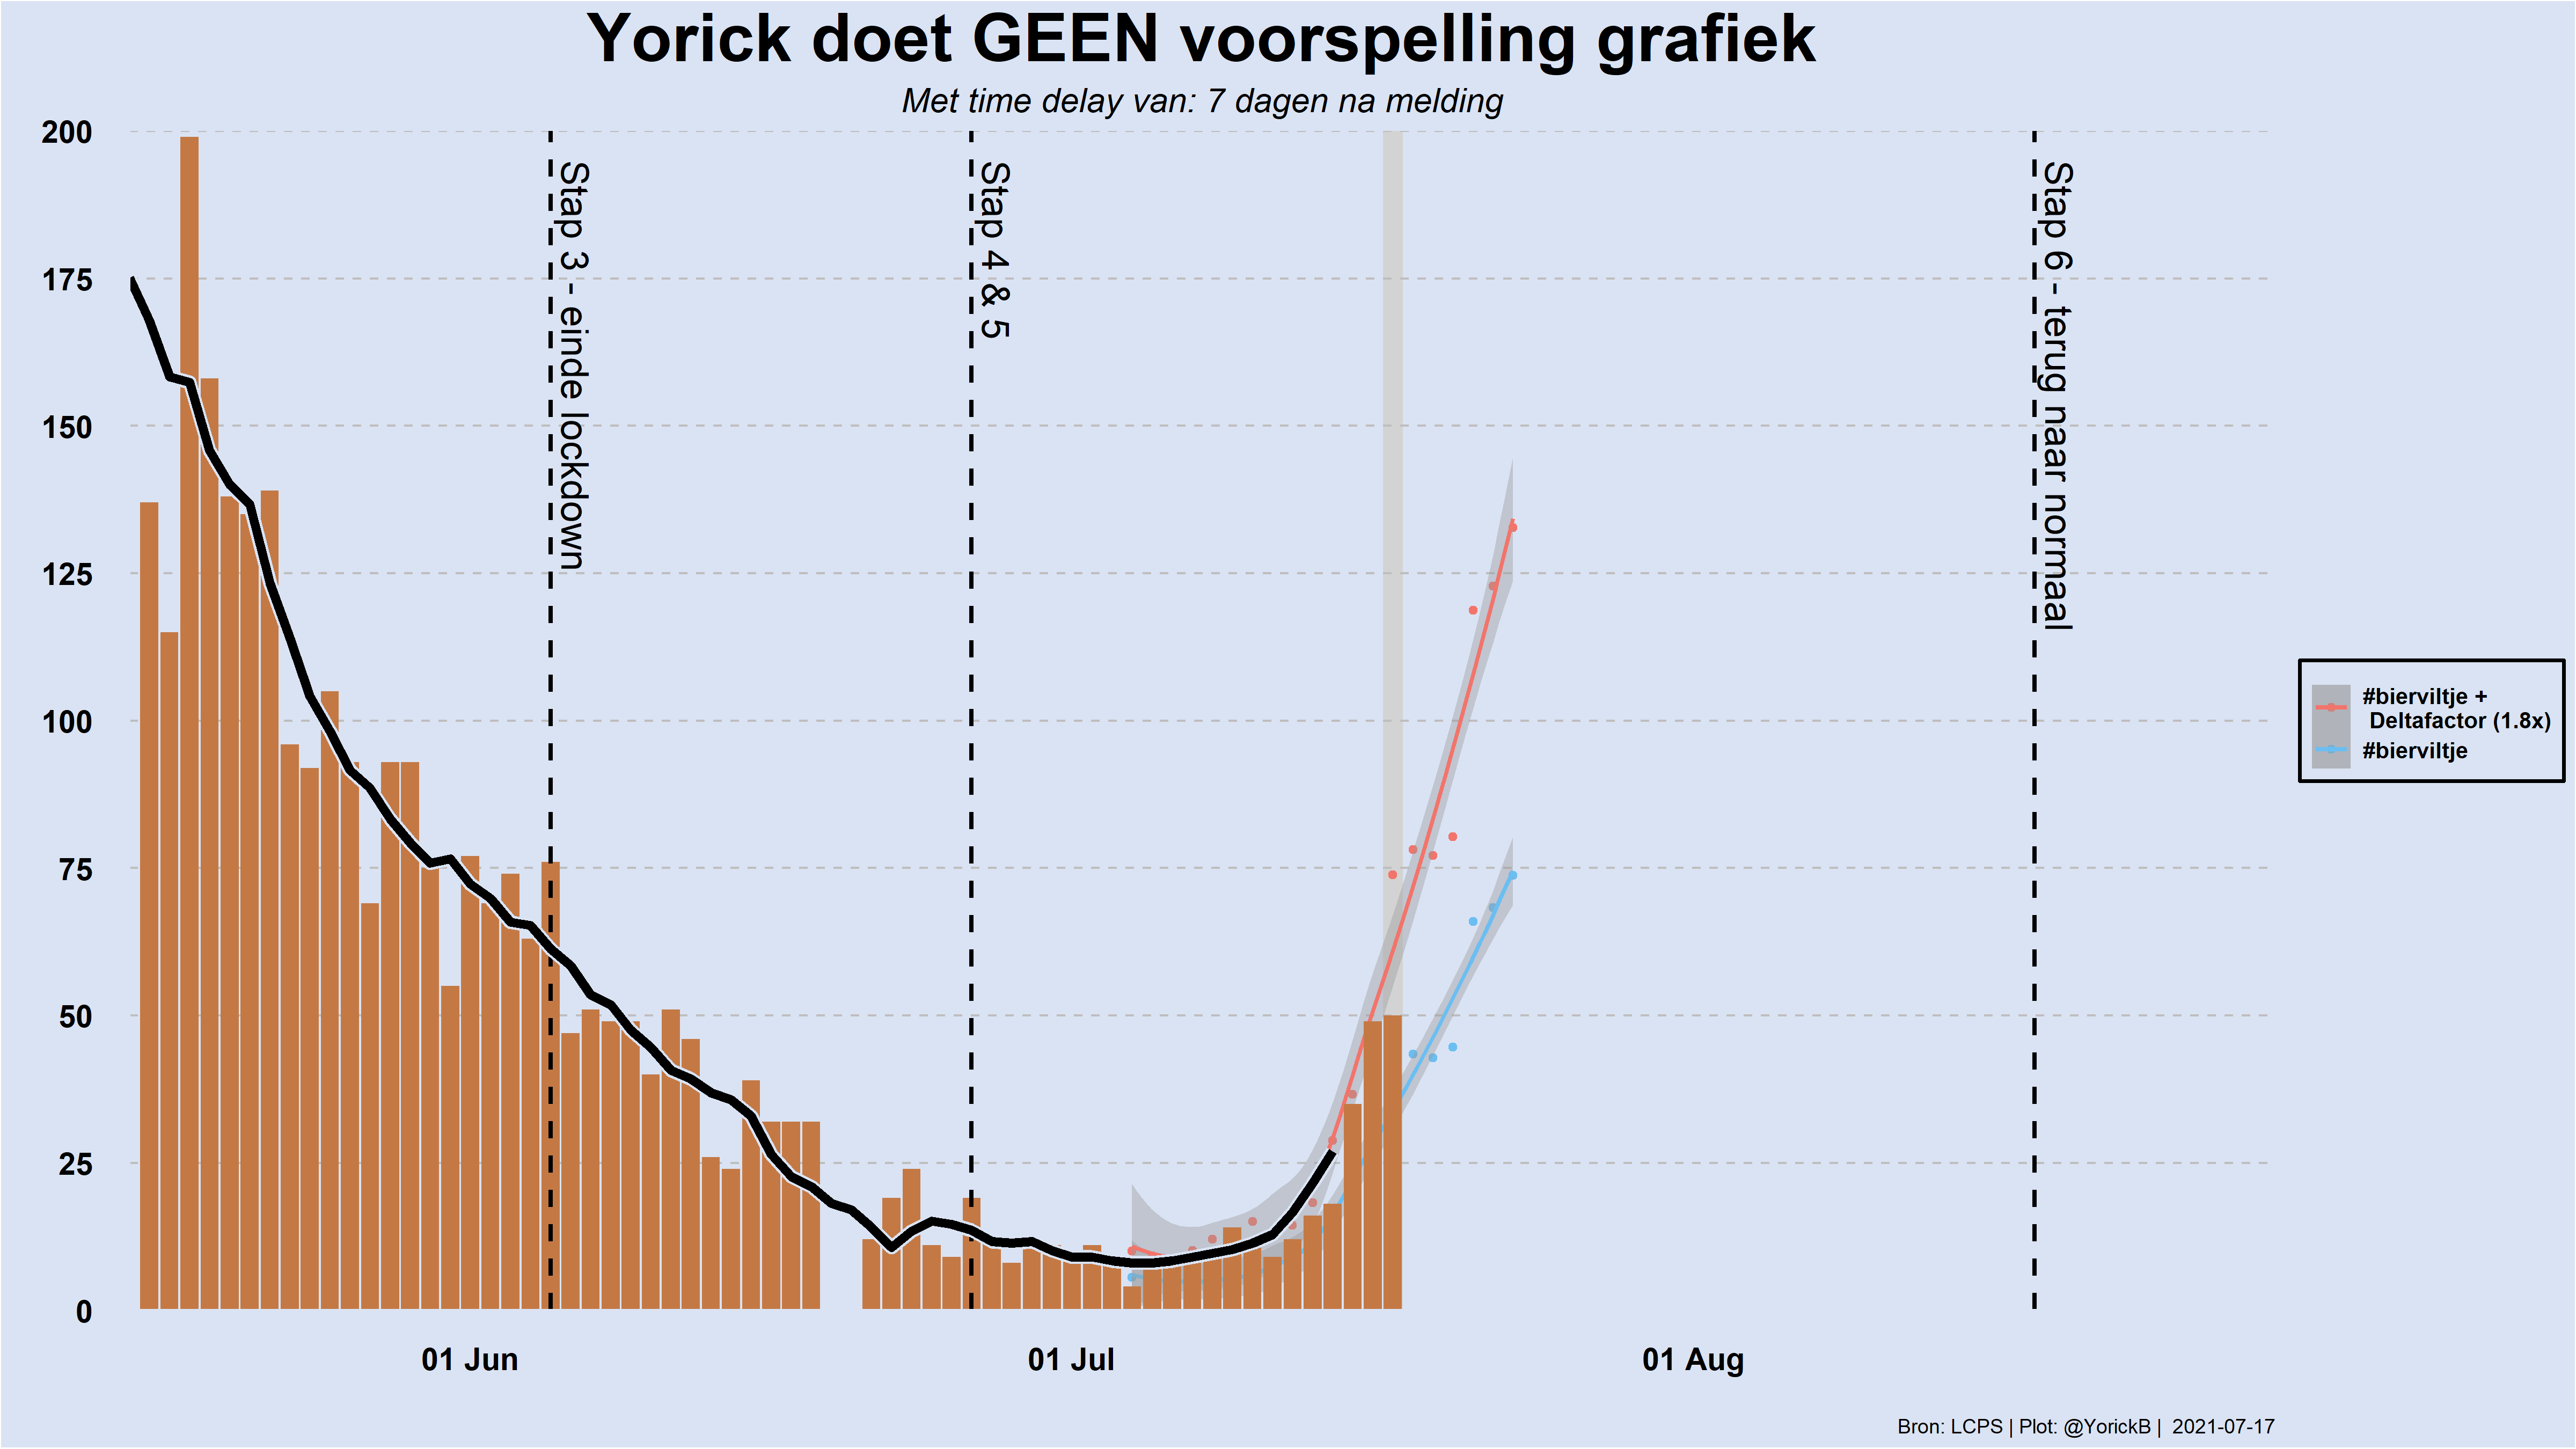 Yorick doet GEEN voorspelling grafiek
Met time delay van: 7 dagen na melding
200
175
150
125
100
75
50
25
0
Stap 3 - einde lockdown
Stap 4 & 5
Stap 6 - terug naar normaal
01 Jun
01 Jul
01 Aug
#bierviltje +
Deltafactor (1.8x)
#bierviltje
Bron: LCPS | Plot: @YorickB | 2021-07-17